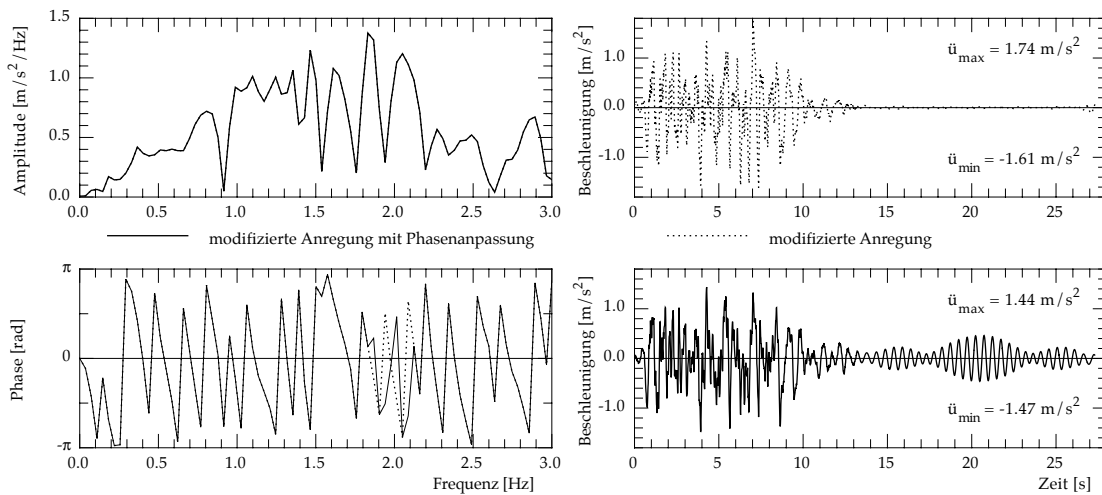 Amplitude [m/s²/Hz]
1.5
1.0
0.5
0.0
0.0 0.5 1.0 1.5 2.0 2.5 3.0
Beschleunigung [m/s²]
1.0
0.0
-1.0
ümax = 1.74 m/s²
ümin = -1.61 m/s²
0 5 10 15 20 25
modifizierte Anregung mit Phasenanpassung
modifizierte Anregung
Phase [rad]
π
0
-π
0.0 0.5 1.0 1.5 2.0 2.5 3.0
Frequenz [Hz]
Beschleunigung [m/s²]
1.0
0.0
-1.0
ümax = 1.44 m/s²
ümin = -1.47 m/s²
0 5 10 15 20 25
Zeit [s]